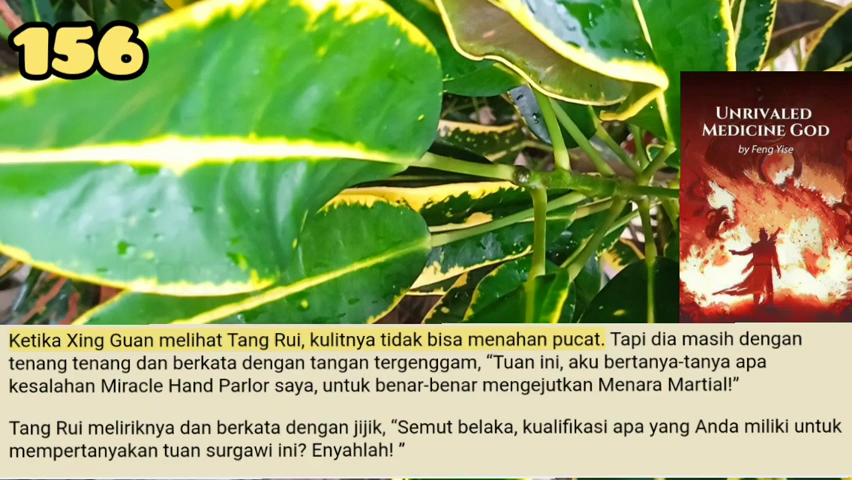 156
UNRIVALED
MEDICINE GOD
by Feng Yise
Ketika Xing Guan melihat Tang Rui, kulitnya tidak bisa menahan pucat. Tapi dia masih dengan
tenang tenang dan berkata dengan tangan tergenggam, “Tuan ini, aku bertanya-tanya apa
kesalahan Miracle Hand Parlor saya, untuk benar-benar mengejutkan Menara Martial!”
Tang Rui meliriknya dan berkata dengan jijik, “Semut belaka, kualifikasi apa yang Anda miliki untuk
mempertanyakan tuan surgawi ini? Enyahlah! ”